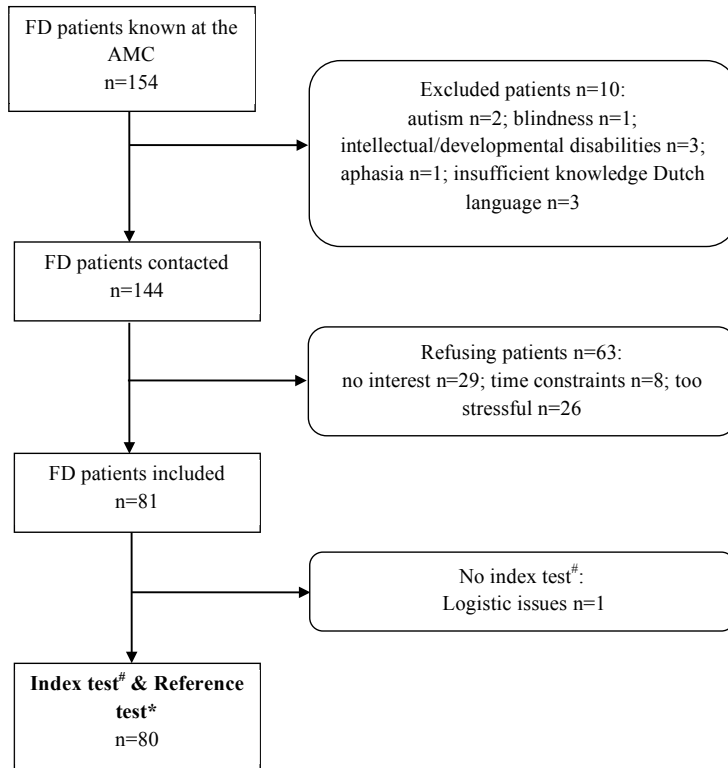 FD patients known at the
AMC
n=154
Excluded patients n=10:
autism n=2; blindness n=1;
intellectual/developmental disabilities n=3;
aphasia n=1; insufficient knowledge Dutch
language n=3
FD patients contacted
n=144
Refusing patients n=63:
no interest n=29; time constraints n=8; too
stressful n=26
FD patients included
n=81
No index test#:
Logistic issues n=1
Index test# & Reference
test*
n=80